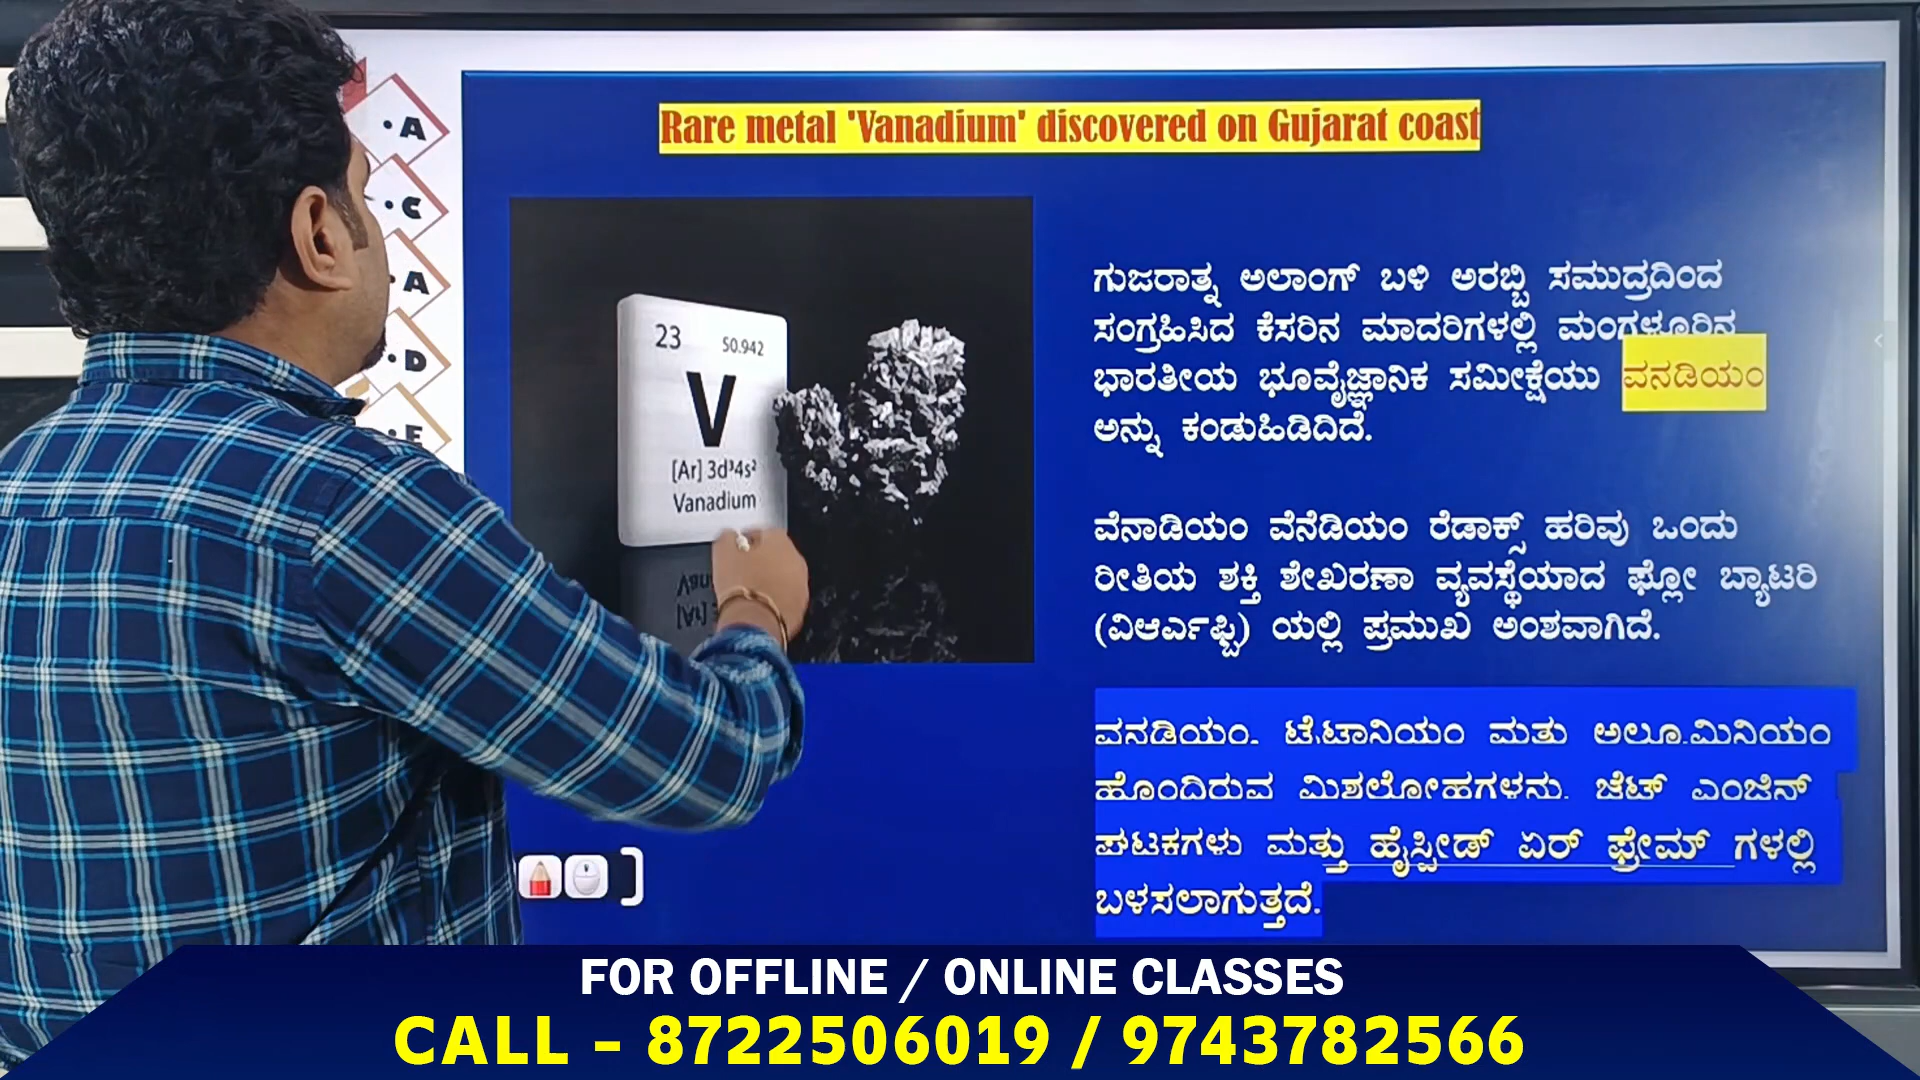 • A
• C
• A
• D
• E
Rare metal 'Vanadium' discovered on Gujarat coast
23
50.942
V
[Ar] 3d³4s²
Vanadium
ಗುಜರಾತ್ನ ಅಲಾಂಗ್ ಬಳಿ ಅರಬ್ಬಿ ಸಮುದ್ರದಿಂದ
ಸಂಗ್ರಹಿಸಿದ ಕೆಸರಿನ ಮಾದರಿಗಳಲ್ಲಿ ಮಂಗಳೂರಿನ
ಭಾರತೀಯ ಭೂವೈಜ್ಞಾನಿಕ ಸಮೀಕ್ಷೆಯು ವನಡಿಯಂ
ಅನ್ನು ಕಂಡುಹಿಡಿದಿದೆ.
ವೆನಾಡಿಯಂ ವೆನೆಡಿಯಂ ರೆಡಾಕ್ಸ್ ಹರಿವು ಒಂದು
ರೀತಿಯ ಶಕ್ತಿ ಶೇಖರಣಾ ವ್ಯವಸ್ಥೆಯಾದ ಫ್ಲೋ ಬ್ಯಾಟರಿ
(ವಿಆರ್ಎಫ್ಬಿ) ಯಲ್ಲಿ ಪ್ರಮುಖ ಅಂಶವಾಗಿದೆ.
ವನಡಿಯಂ, ಟೈಟಾನಿಯಂ ಮತ್ತು ಅಲ್ಯೂಮಿನಿಯಂ
ಹೊಂದಿರುವ ಮಿಶ್ರಲೋಹಗಳನ್ನು ಜೆಟ್ ಎಂಜಿನ್
ಘಟಕಗಳು ಮತ್ತು ಹೈಸ್ಪೀಡ್ ಏರ್ ಫ್ರೇಮ್ ಗಳಲ್ಲಿ
ಬಳಸಲಾಗುತ್ತದೆ.
FOR OFFLINE / ONLINE CLASSES
CALL – 8722506019 / 9743782566